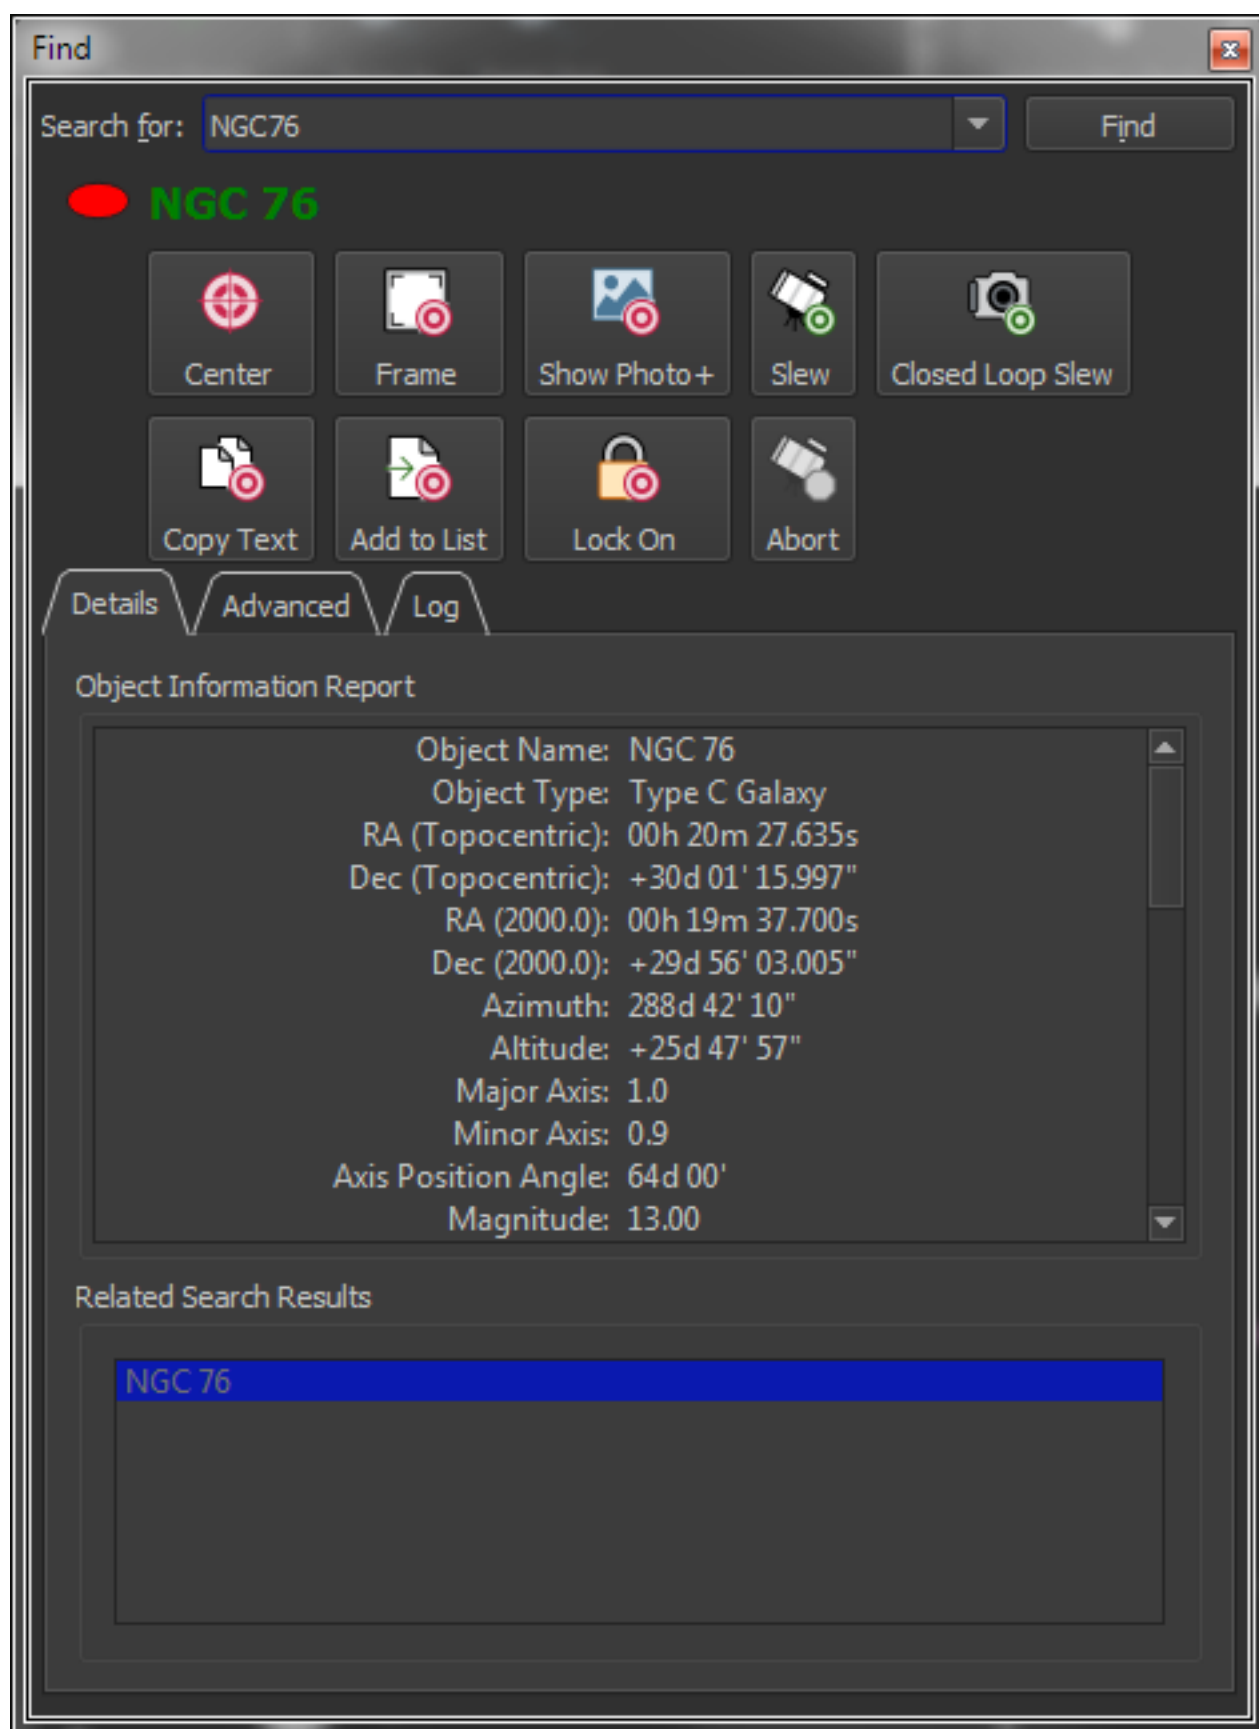 Find
Search for: NGC76 Find
NGC 76
Center Frame Show Photo+ Slew Closed Loop Slew
Copy Text Add to List Lock On Abort
Details Advanced Log
Object Information Report
Object Name: NGC 76
Object Type: Type C Galaxy
RA (Topocentric): 00h 20m 27.635s
Dec (Topocentric): +30d 01' 15.997"
RA (2000.0): 00h 19m 37.700s
Dec (2000.0): +29d 56' 03.005"
Azimuth: 288d 42' 10"
Altitude: +25d 47' 57"
Major Axis: 1.0
Minor Axis: 0.9
Axis Position Angle: 64d 00'
Magnitude: 13.00
Related Search Results
NGC 76